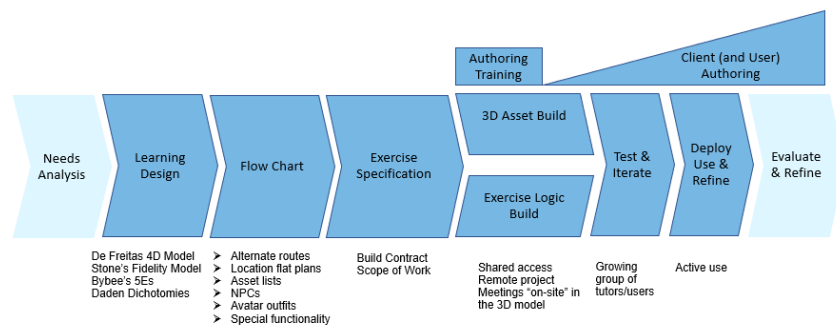 Authoring
Training
Client (and User)
Authoring
Needs
Analysis
Learning
Design
Flow Chart
Exercise
Specification
3D Asset Build
Exercise Logic
Build
Test &
Iterate
Deploy
Use &
Refine
Evaluate
& Refine
De Freitas 4D Model
Stone's Fidelity Model
Bybee's 5Es
Daden Dichotomies
➢ Alternate routes
➢ Location flat plans
➢ Asset lists
➢ NPCs
➢ Avatar outfits
➢ Special functionality
Build Contract
Scope of Work
Shared access
Remote project
Meetings "on-site" in
the 3D model
Growing
group of
tutors/users
Active use